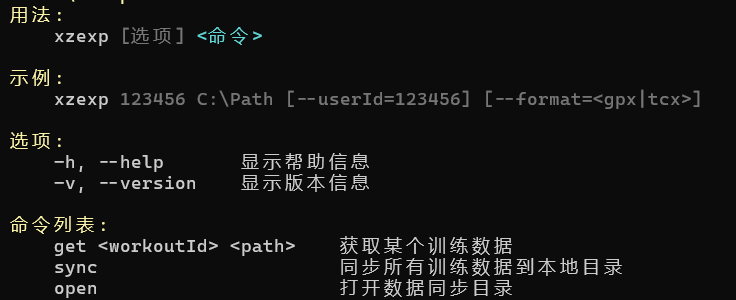 用法:
xzexp [选项] <命令>
示例:
xzexp 123456 C:\Path [--userId=123456] [--format=<gpx|tcx>]
选项:
-h, --help 显示帮助信息
-v, --version 显示版本信息
命令列表:
get <workoutId> <path> 获取某个训练数据
sync 同步所有训练数据到本地目录
open 打开数据同步目录